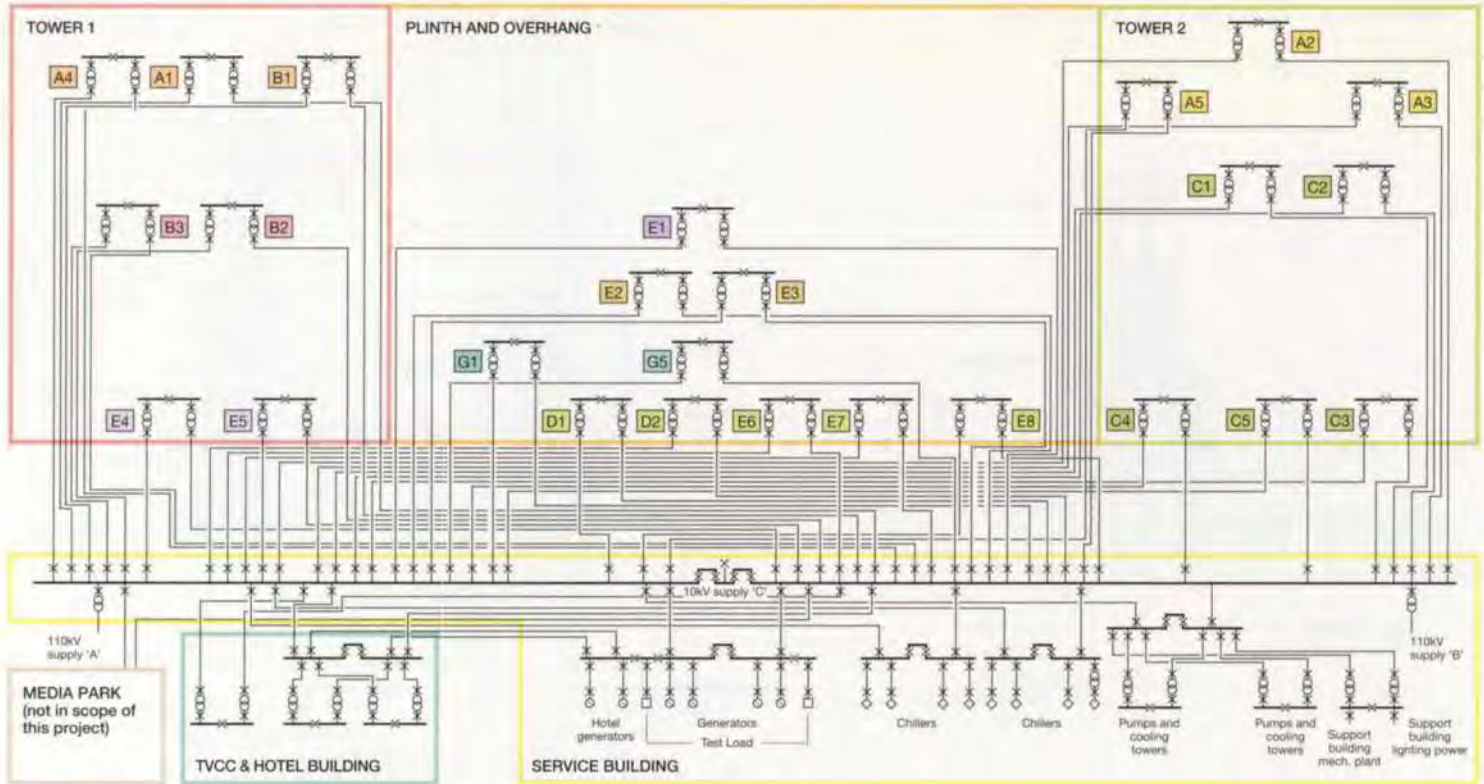 TOWER 1
PLINTH AND OVERHANG
TOWER 2
A2
A4
A1
B1
A5
A3
C1
C2
B3
B2
E1
E2
E3
G1
G5
E4
E5
D1
D2
E6
E7
E8
C4
C5
C3
10kV supply 'C'
110kV
supply 'A'
110kV
supply 'B'
MEDIA PARK
(not in scope of
this project)
TVCC & HOTEL BUILDING
Hotel
generators
Generators
Test Load
Chillers
Chillers
Pumps and
cooling
towers
Pumps and
cooling
towers
Support
building
mech. plant
Support
building
lighting power
SERVICE BUILDING